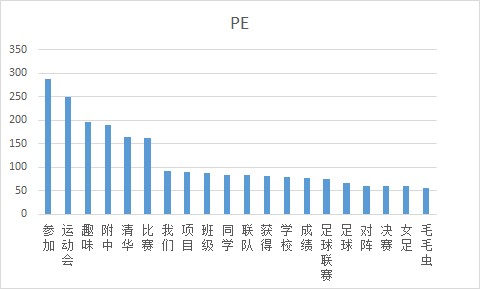 PE
350
300
250
200
150
100
50
0
参加
运动会
趣味
附中
清华
比赛
我们
项目
班级
同学
联队
获得
学校
成绩
足球联赛
足球
对阵
决赛
女足
毛毛虫